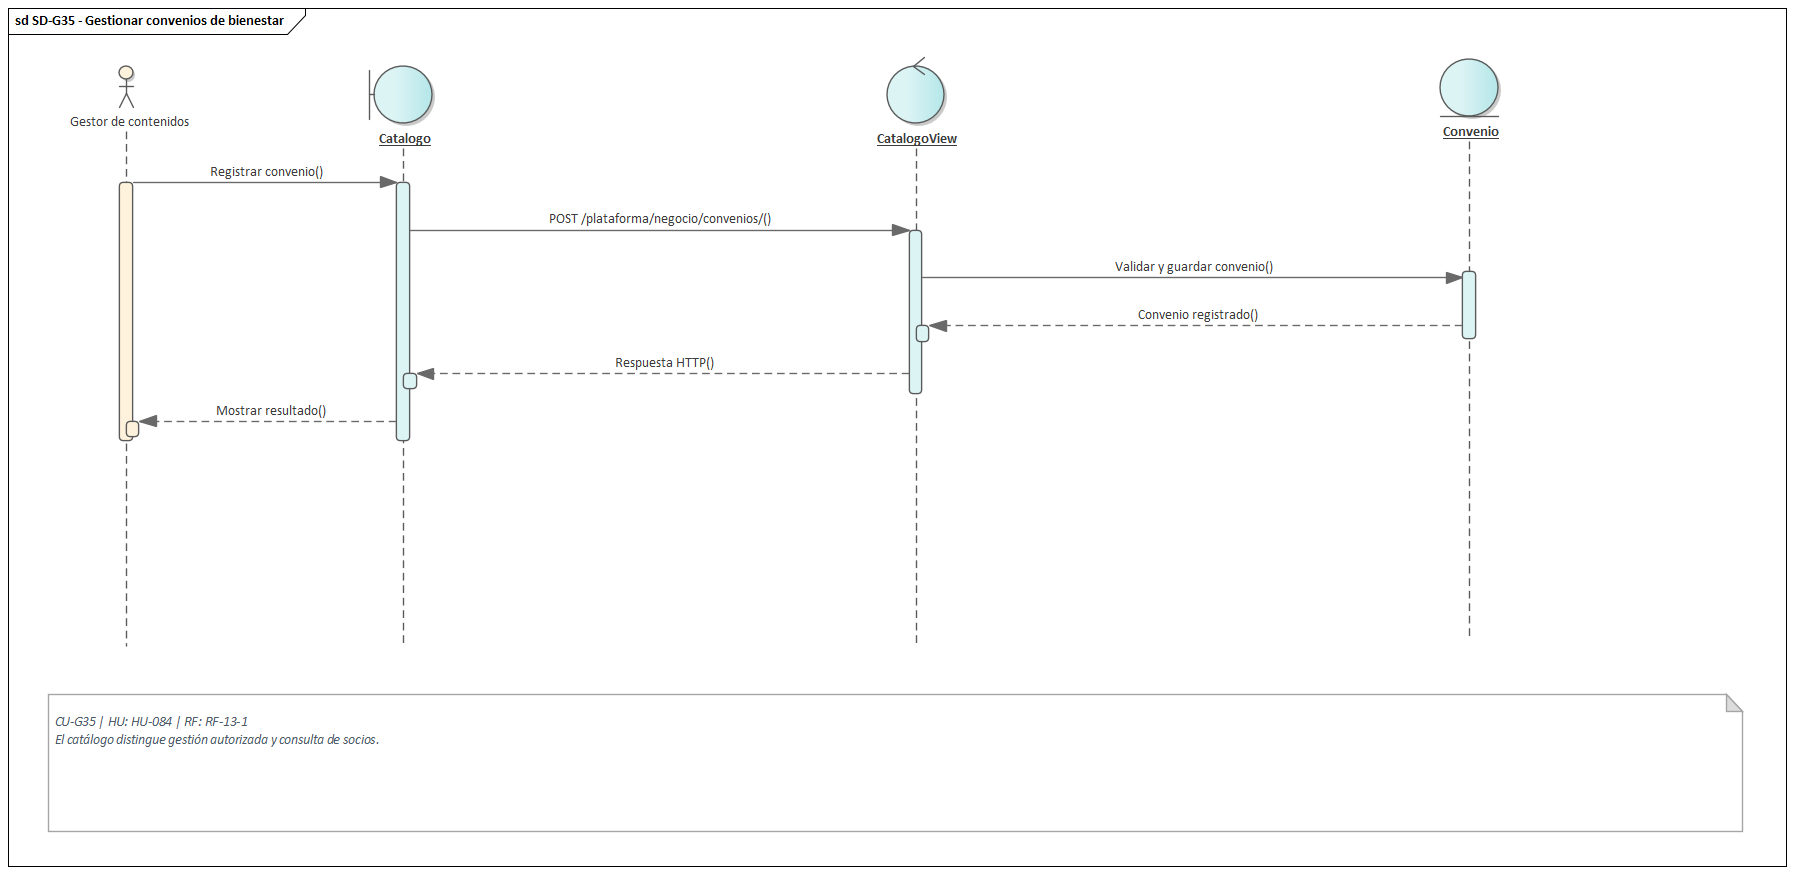 sd SD-G35 - Gestionar convenios de bienestar
Gestor de contenidos
Catalogo
CatalogoView
Convenio
Registrar convenio()
POST /plataforma/negocio/convenios/()
Validar y guardar convenio()
Convenio registrado()
Respuesta HTTP()
Mostrar resultado()
CU-G35 | HU: HU-084 | RF: RF-13-1
El catálogo distingue gestión autorizada y consulta de socios.